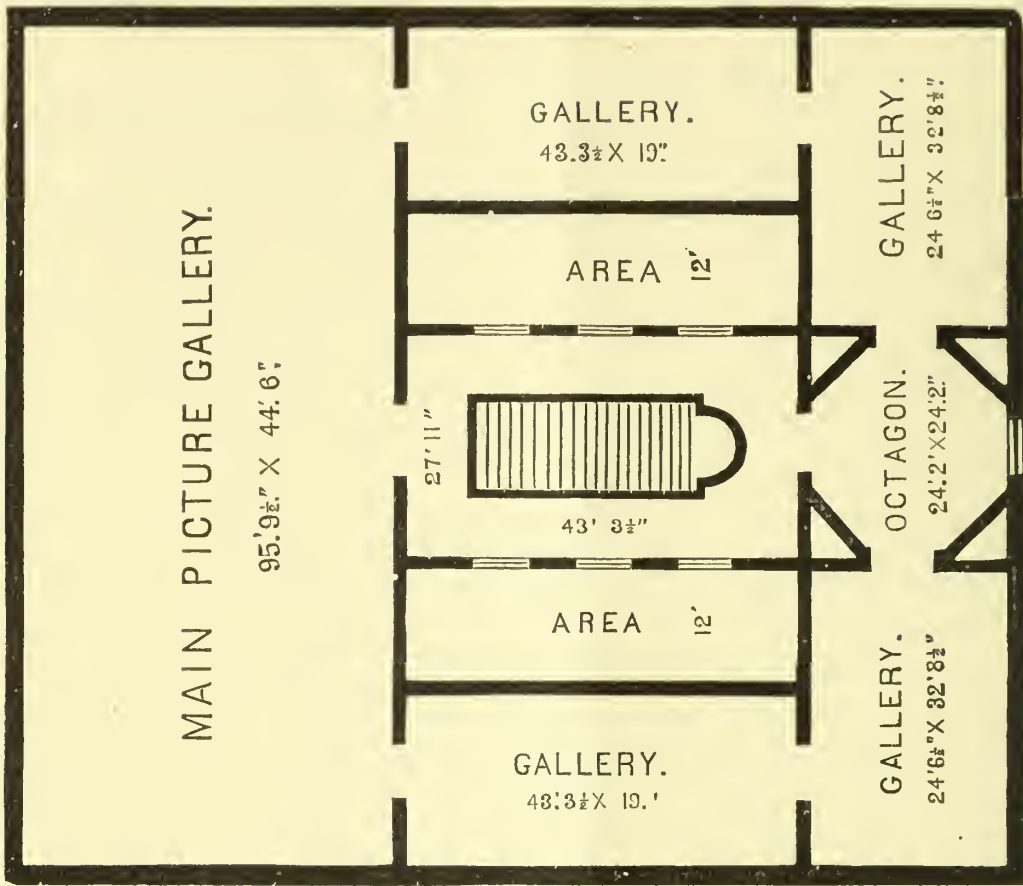 MAIN PICTURE GALLERY.
95.'9½" X 44.'6".
GALLERY.
43.3½ X 19."
AREA 12'
27'11"
43' 3½"
AREA 12'
GALLERY.
43.'3½ X 19.'
GALLERY.
24 6½" X 32'8½".
OCTAGON.
24.'2' X 24.'2."
GALLERY.
24'6½" X 32'8½"